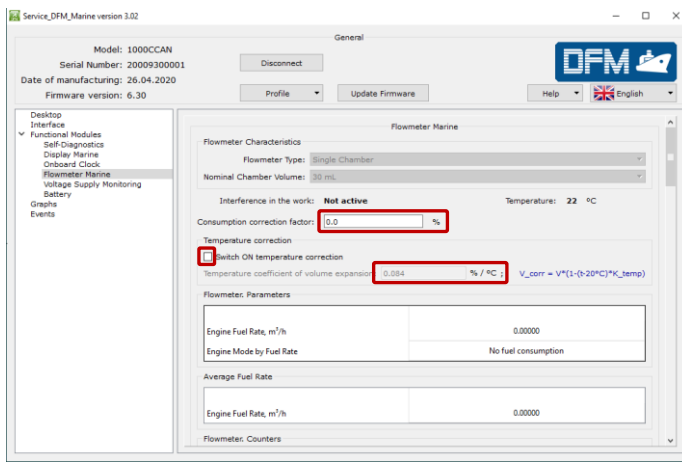 Service_DFM_Marine version 3.02
General
Model: 1000CCAN
Serial Number: 20009300001
Date of manufacturing: 26.04.2020
Firmware version: 6.30
Disconnect
Profile
Update Firmware
DFM
Help
English
Desktop
Interface
Functional Modules
Self-Diagnostics
Display Marine
Onboard Clock
Flowmeter Marine
Voltage Supply Monitoring
Battery
Graphs
Events
Flowmeter Marine
Flowmeter Characteristics
Flowmeter Type: Single Chamber
Nominal Chamber Volume: 30 mL
Interference in the work: Not active Temperature: 22 ºC
Consumption correction factor: 0.0 %
Temperature correction
Switch ON temperature correction
Temperature coefficient of volume expansion 0.084 % / ºC ; V_corr = V*(1-(t-20ºC)*K_temp)
Flowmeter. Parameters
Engine Fuel Rate, m³/h 0.00000
Engine Mode by Fuel Rate No fuel consumption
Average Fuel Rate
Engine Fuel Rate, m³/h 0.00000
Flowmeter. Counters